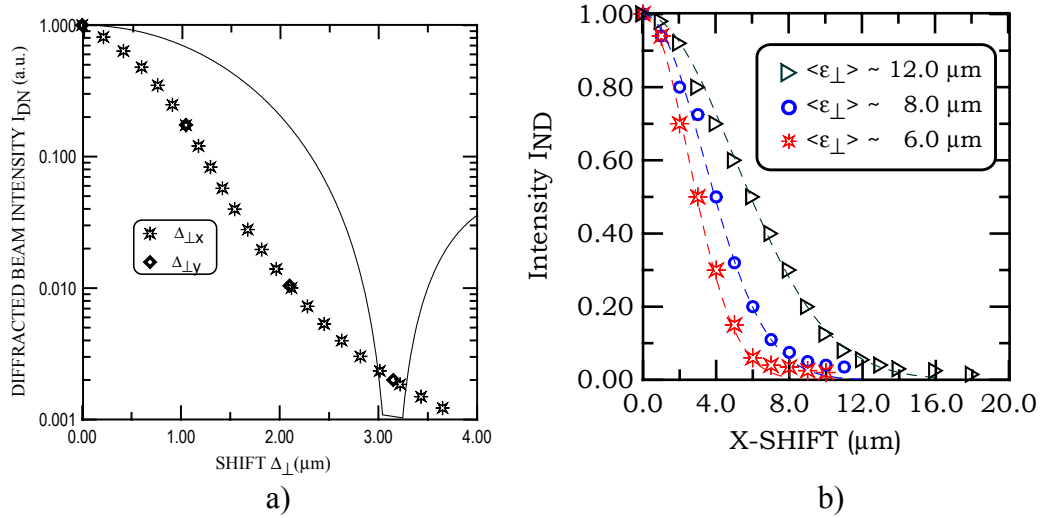 a)
DIFFRACTED BEAM INTENSITY I_DN (a.u.)
1.000
0.100
0.010
0.001
0.00
1.00
2.00
3.00
4.00
SHIFT Δ⊥(μm)
Δ⊥x
Δ⊥y
a)
b)
Intensity I_ND
1.00
0.80
0.60
0.40
0.20
0.00
0.0
4.0
8.0
12.0
16.0
20.0
X-SHIFT (μm)
<ε⊥> ~ 12.0 μm
<ε⊥> ~ 8.0 μm
<ε⊥> ~ 6.0 μm
b)